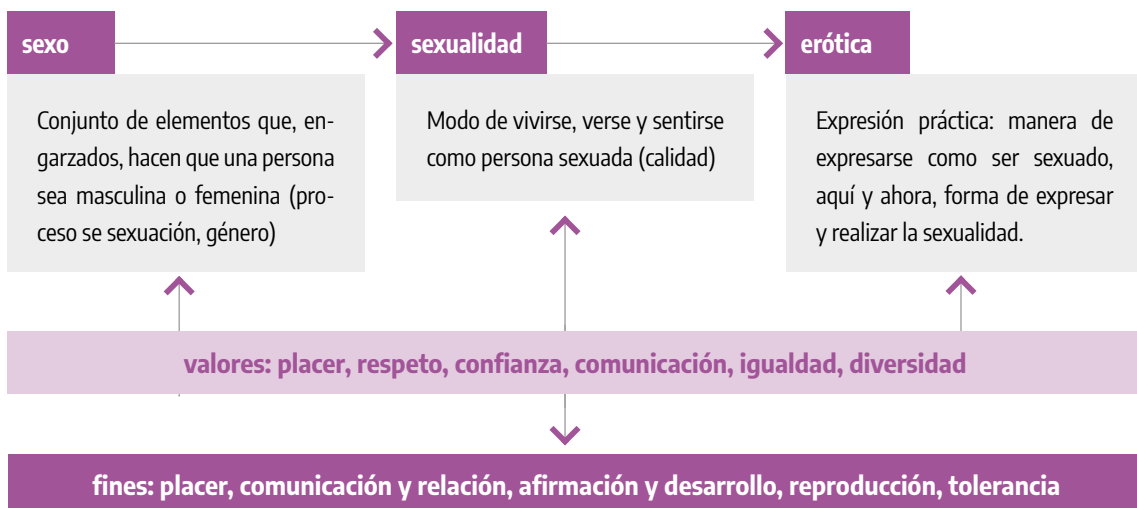 sexo
sexualidad
erótica
Conjunto de elementos que, en-
garzados, hacen que una persona
sea masculina o femenina (pro-
ceso se sexuación, género)
Modo de vivirse, verse y sentirse
como persona sexuada (calidad)
Expresión práctica: manera de
expresarse como ser sexuado,
aquí y ahora, forma de expresar
y realizar la sexualidad.
valores: placer, respeto, confianza, comunicación, igualdad, diversidad
fines: placer, comunicación y relación, afirmación y desarrollo, reproducción, tolerancia